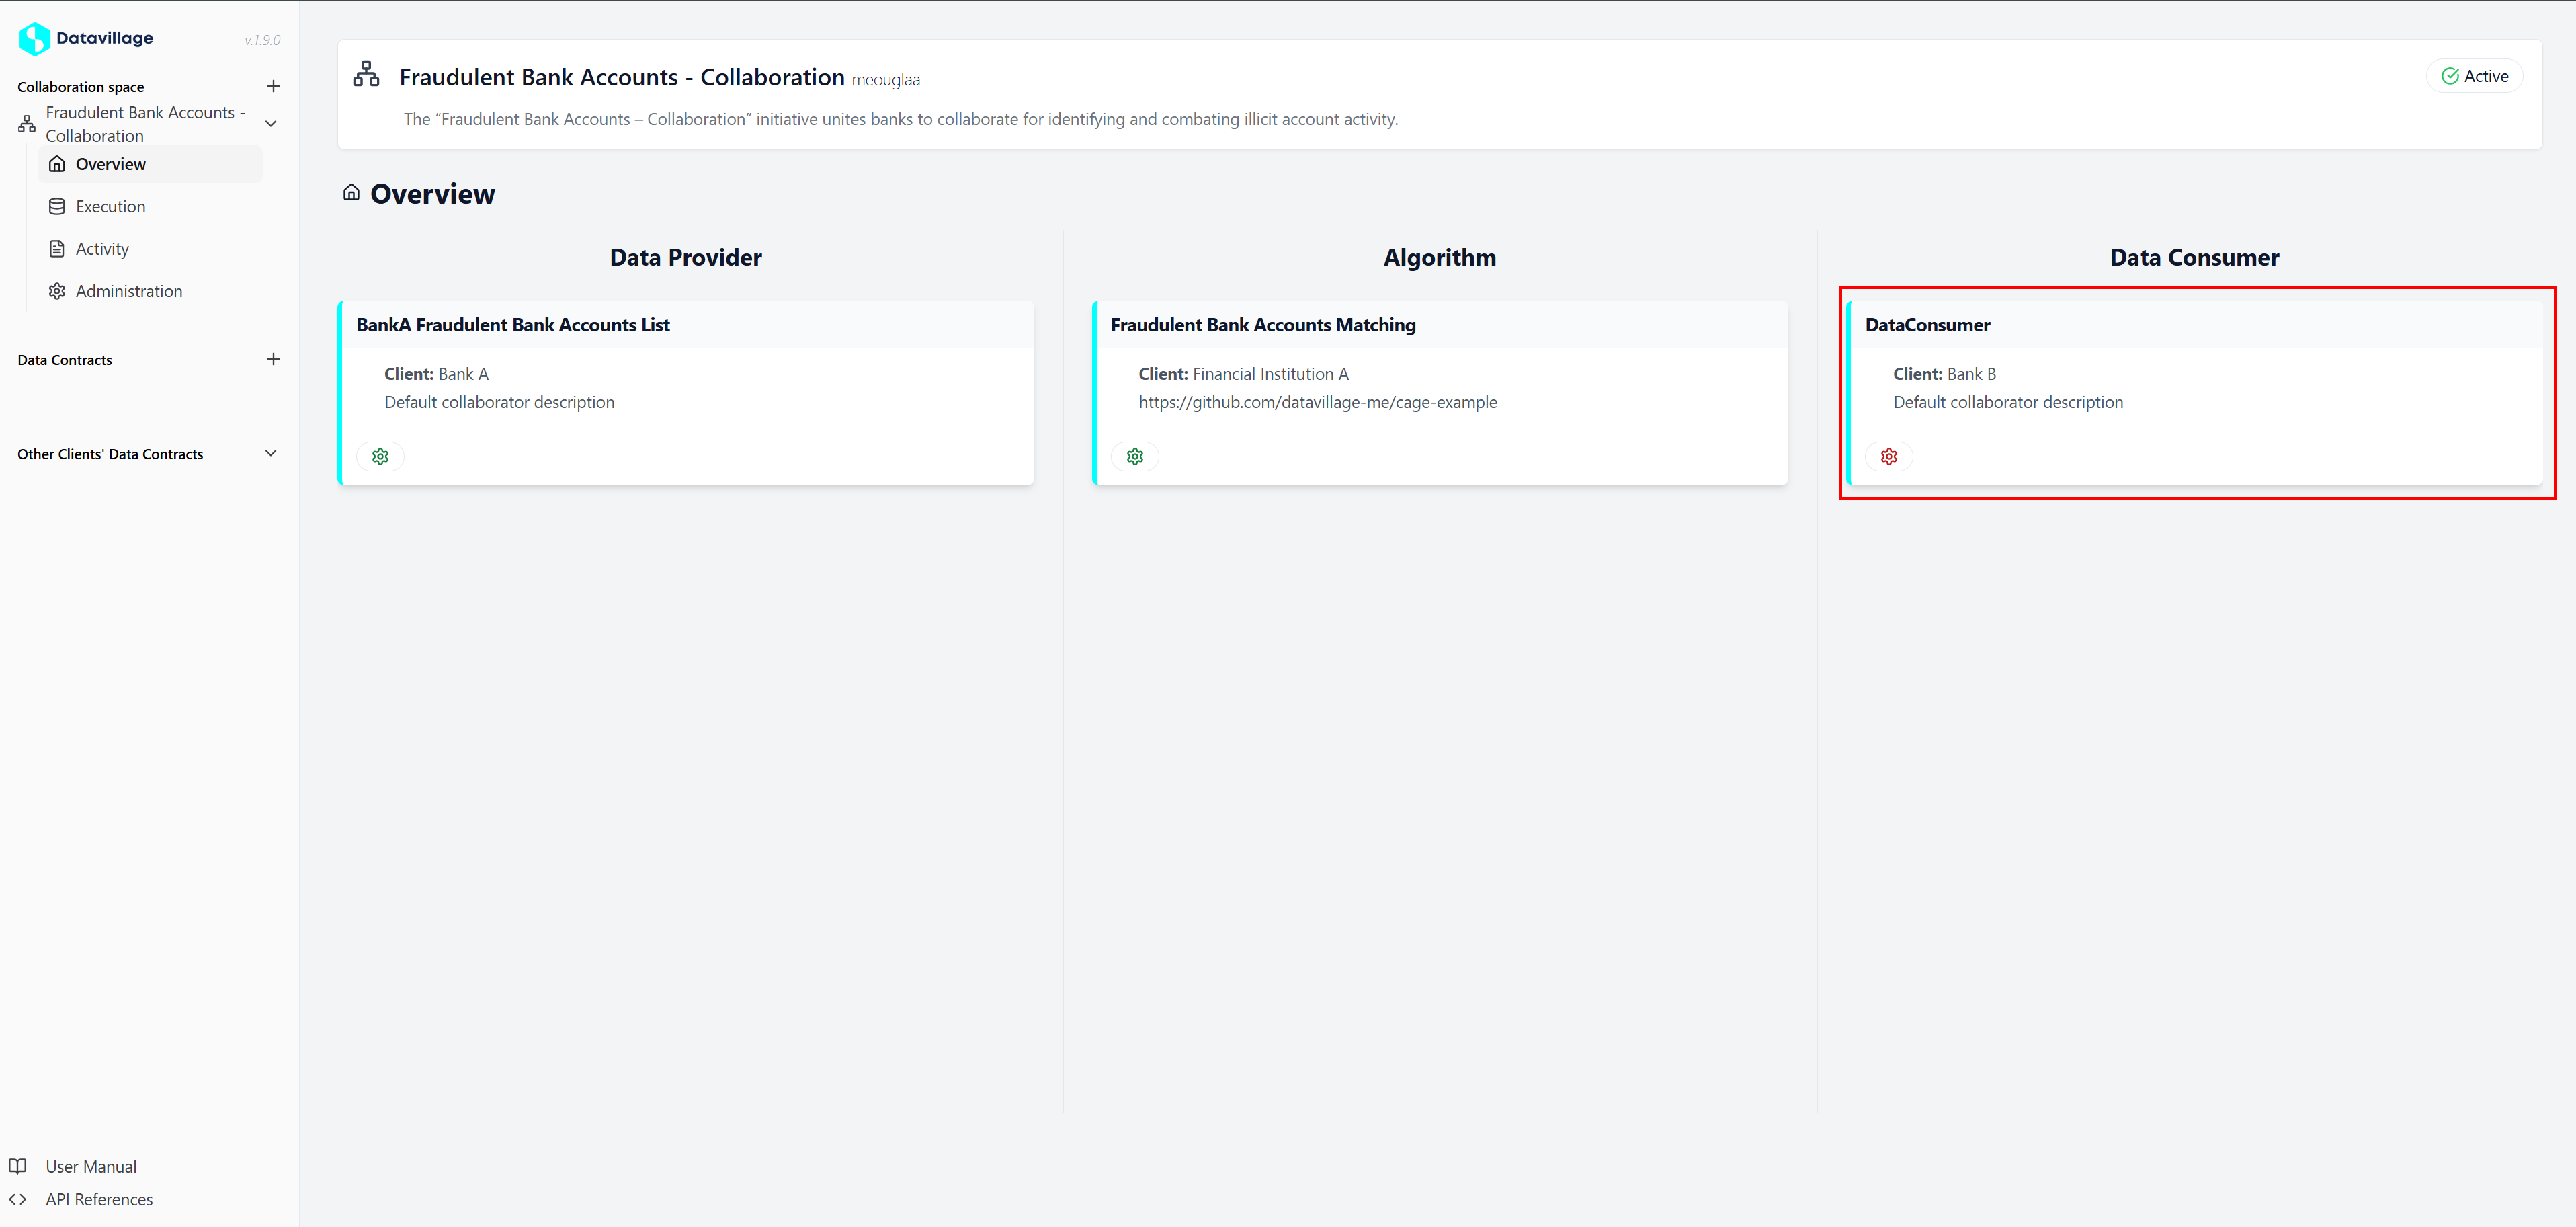 Datavillage
v.1.9.0
Collaboration space
Fraudulent Bank Accounts -
Collaboration
Overview
Execution
Activity
Administration
Data Contracts
Other Clients' Data Contracts
User Manual
API References
Fraudulent Bank Accounts - Collaboration meouglaa
Active
The “Fraudulent Bank Accounts – Collaboration” initiative unites banks to collaborate for identifying and combating illicit account activity.
Overview
Data Provider
BankA Fraudulent Bank Accounts List
Client: Bank A
Default collaborator description
Algorithm
Fraudulent Bank Accounts Matching
Client: Financial Institution A
https://github.com/datavillage-me/cage-example
Data Consumer
DataConsumer
Client: Bank B
Default collaborator description